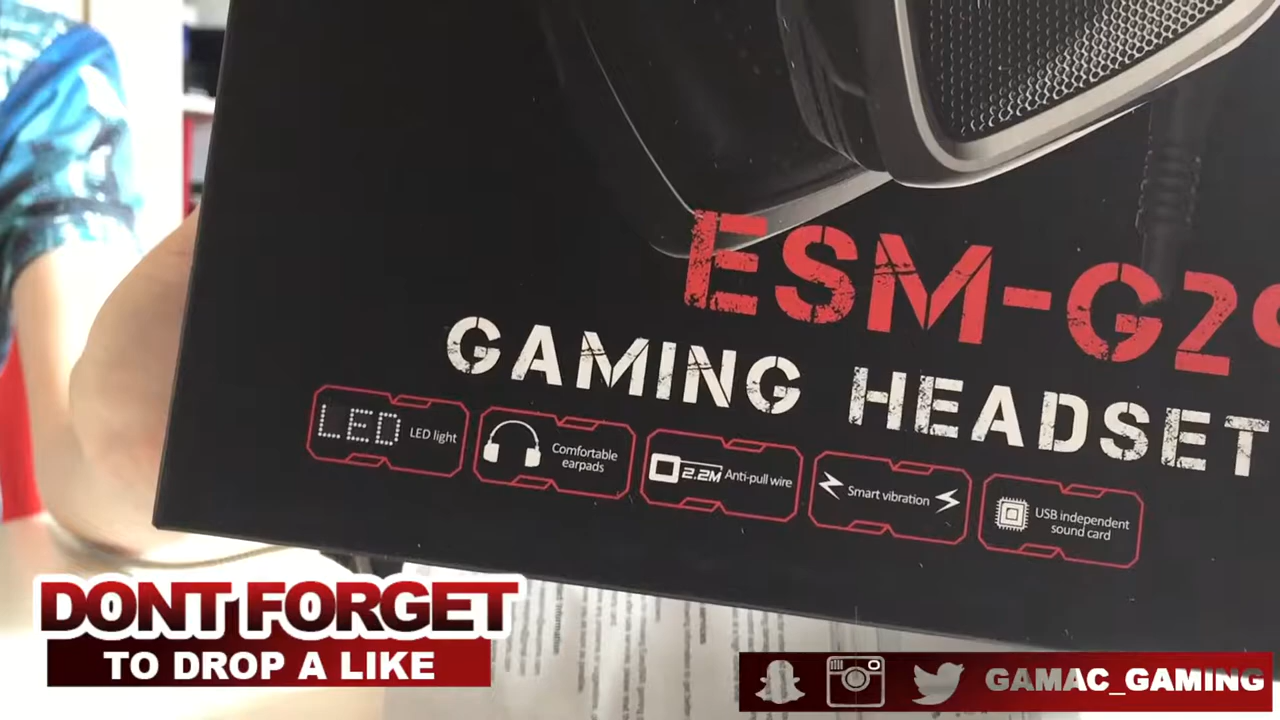 ESM-G2
GAMING HEADSET
LED LED light
Comfortable
earpads
2.2M Anti-pull wire
Smart vibration
USB independent
sound card
DONT FORGET
TO DROP A LIKE
GAMAC_GAMING